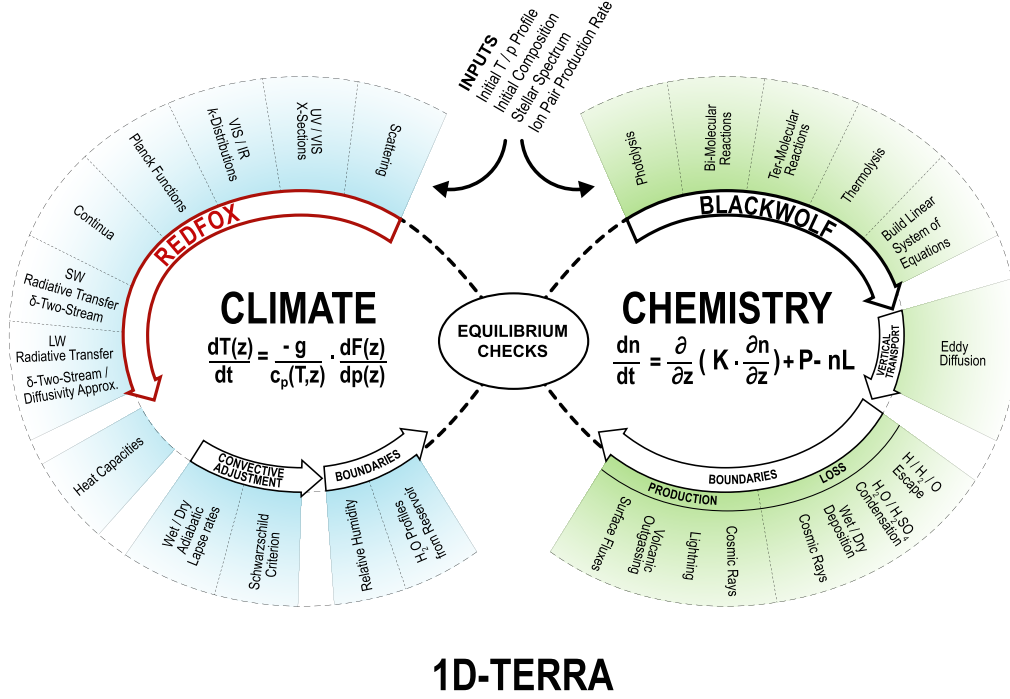 INPUTS
Initial T / p Profile
Initial Composition
Stellar Spectrum
Ion Pair Production Rate
Scattering
UV / VIS
X-Sections
VIS / IR
k-Distributions
Planck Functions
Continua
SW
Radiative Transfer
δ-Two-Stream
LW
Radiative Transfer
δ-Two-Stream /
Diffusivity Approx.
Heat Capacities
Wet / Dry
Adiabatic
Lapse rates
Schwarzschild
Criterion
Relative Humidity
H₂O Profiles
from Reservoir
REDFOX
CONVECTIVE
ADJUSTMENT
BOUNDARIES
CLIMATE
dT(z)/dt = - g/cₚ(T,z) · dF(z)/dp(z)
EQUILIBRIUM
CHECKS
Photolysis
Bi-Molecular
Reactions
Ter-Molecular
Reactions
Thermolysis
Build Linear
System of
Equations
BLACKWOLF
CHEMISTRY
dn/dt = ∂/∂z ( K · ∂n/∂z ) + P - nL
VERTICAL
TRANSPORT
Eddy
Diffusion
BOUNDARIES
PRODUCTION
LOSS
Surface Fluxes
Volcanic
Outgassing
Lightning
Cosmic Rays
Cosmic Rays
Wet / Dry
Deposition
H₂O / H₂SO₄
Condensation
H / H₂ / O
Escape
1D-TERRA